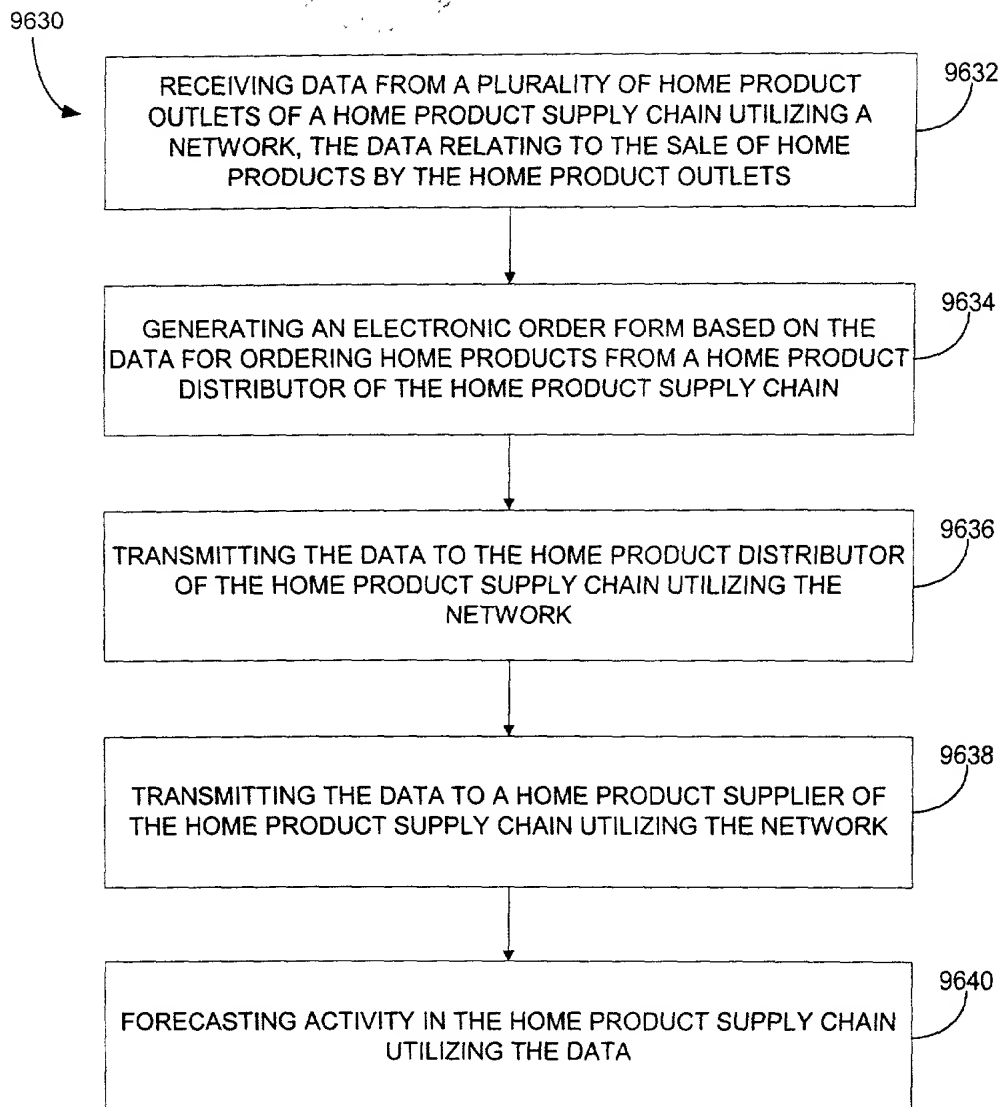 9630
RECEIVING DATA FROM A PLURALITY OF HOME PRODUCT
OUTLETS OF A HOME PRODUCT SUPPLY CHAIN UTILIZING A
NETWORK, THE DATA RELATING TO THE SALE OF HOME
PRODUCTS BY THE HOME PRODUCT OUTLETS
9632
GENERATING AN ELECTRONIC ORDER FORM BASED ON THE
DATA FOR ORDERING HOME PRODUCTS FROM A HOME PRODUCT
DISTRIBUTOR OF THE HOME PRODUCT SUPPLY CHAIN
9634
TRANSMITTING THE DATA TO THE HOME PRODUCT DISTRIBUTOR
OF THE HOME PRODUCT SUPPLY CHAIN UTILIZING THE
NETWORK
9636
TRANSMITTING THE DATA TO A HOME PRODUCT SUPPLIER OF
THE HOME PRODUCT SUPPLY CHAIN UTILIZING THE NETWORK
9638
FORECASTING ACTIVITY IN THE HOME PRODUCT SUPPLY CHAIN
UTILIZING THE DATA
9640